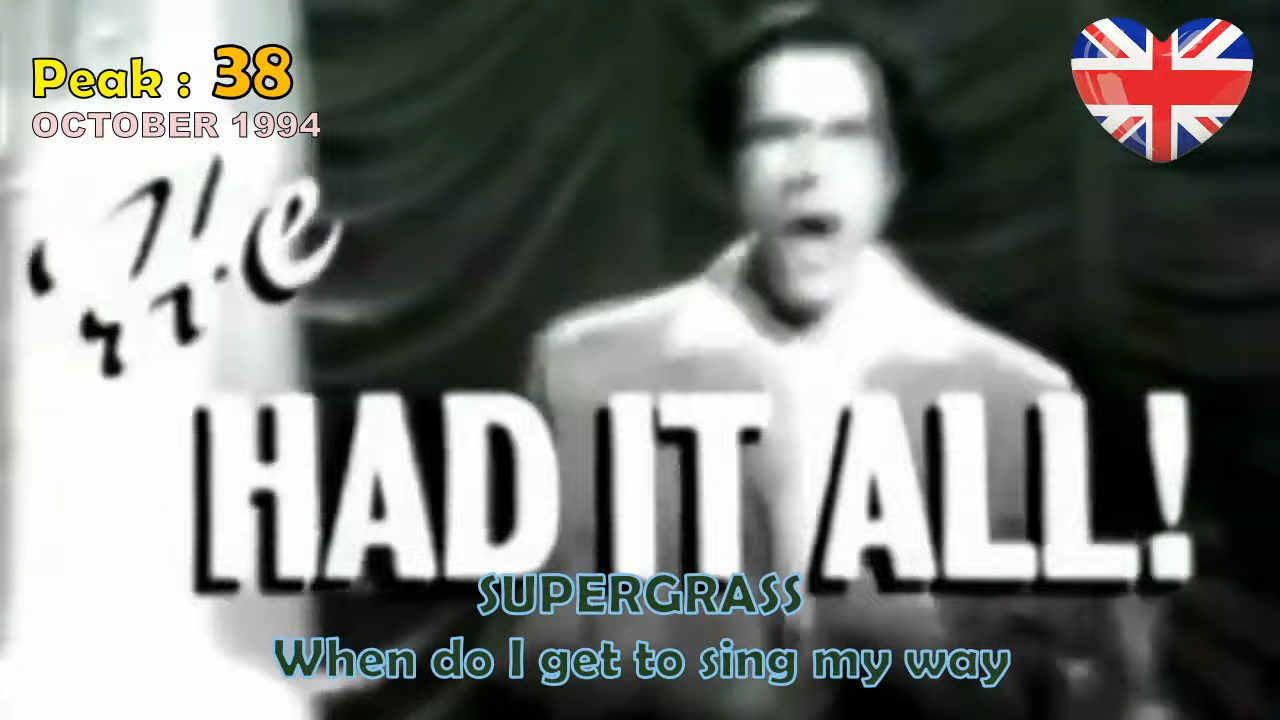 Peak : 38
OCTOBER 1994
HAD IT ALL!
SUPERGRASS
When do I get to sing my way